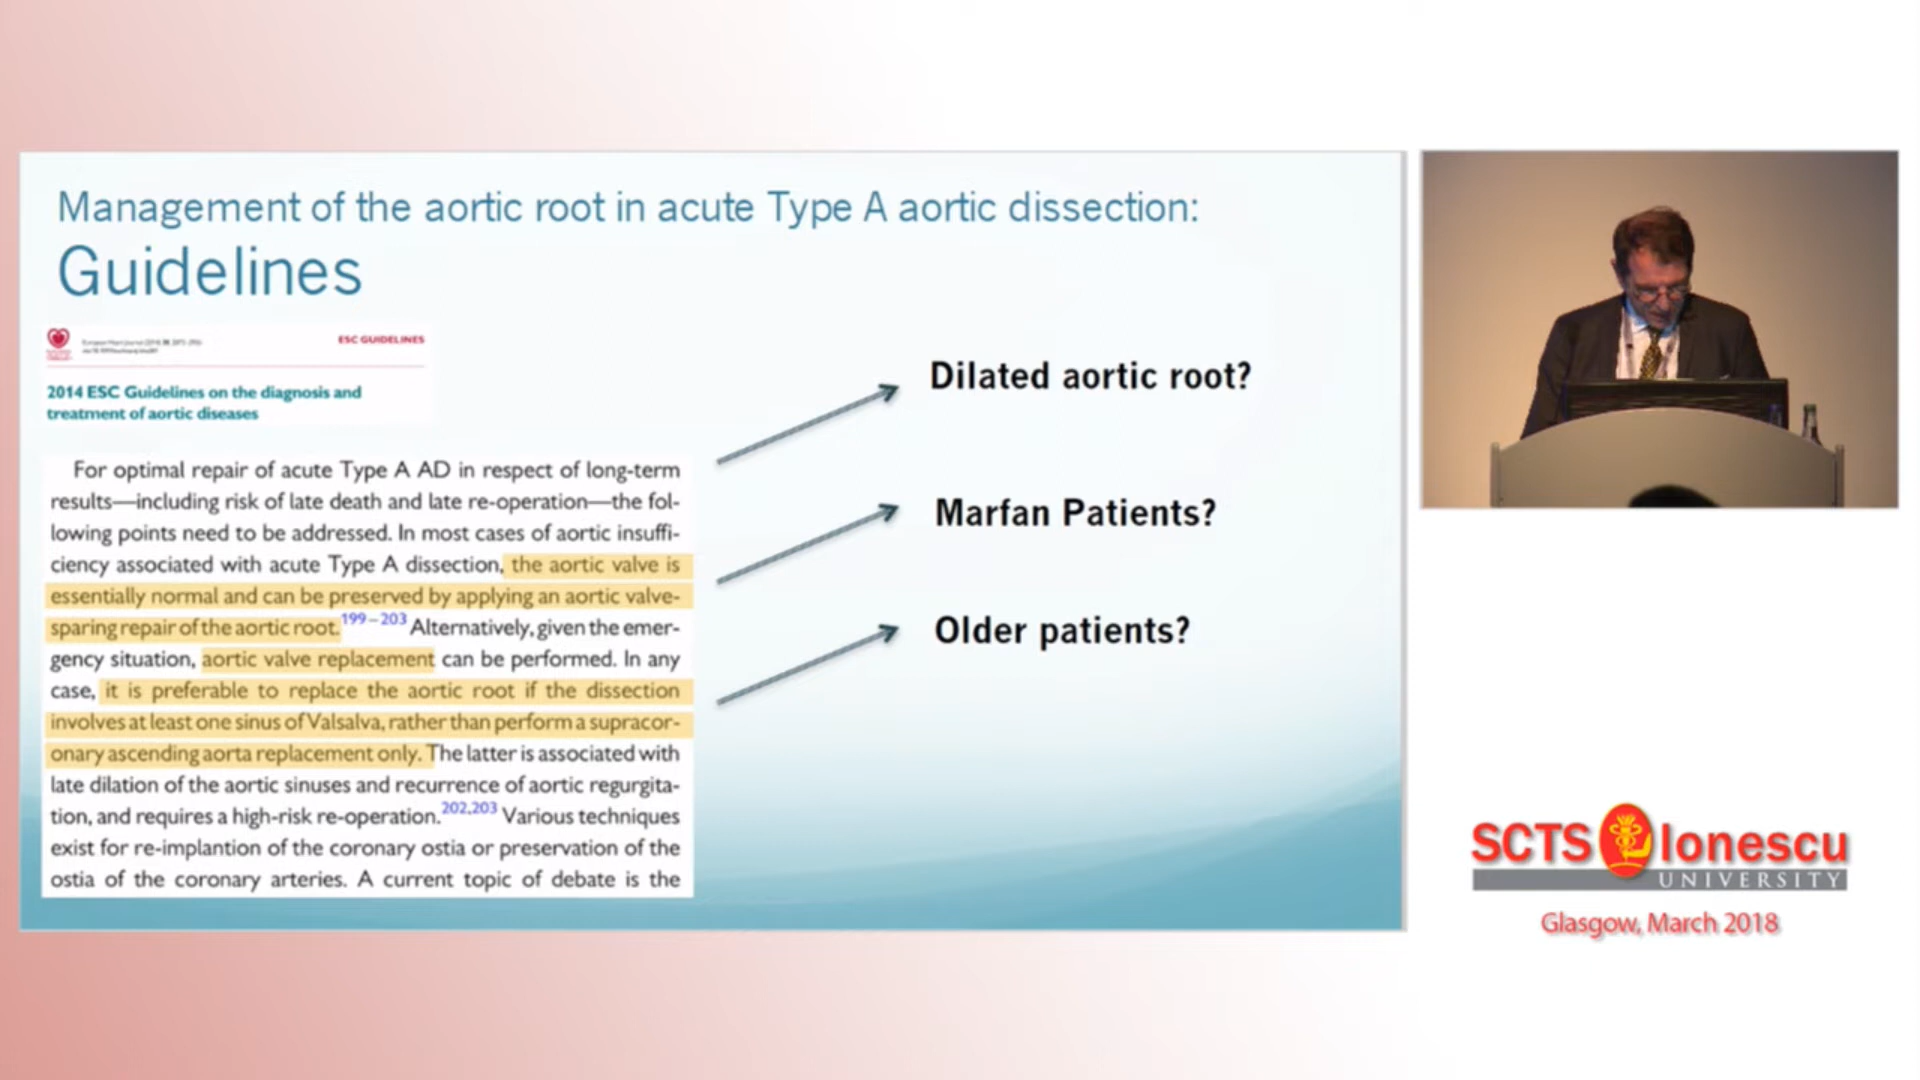 Management of the aortic root in acute Type A aortic dissection:
Guidelines
ESC GUIDELINES
2014 ESC Guidelines on the diagnosis and
treatment of aortic diseases
For optimal repair of acute Type A AD in respect of long-term
results—including risk of late death and late re-operation—the fol-
lowing points need to be addressed. In most cases of aortic insuffi-
ciency associated with acute Type A dissection, the aortic valve is
essentially normal and can be preserved by applying an aortic valve-
sparing repair of the aortic root.199–203 Alternatively, given the emer-
gency situation, aortic valve replacement can be performed. In any
case, it is preferable to replace the aortic root if the dissection
involves at least one sinus of Valsalva, rather than perform a supracor-
onary ascending aorta replacement only. The latter is associated with
late dilation of the aortic sinuses and recurrence of aortic regurgita-
tion, and requires a high-risk re-operation.202,203 Various techniques
exist for re-implantion of the coronary ostia or preservation of the
ostia of the coronary arteries. A current topic of debate is the
Dilated aortic root?
Marfan Patients?
Older patients?
SCTS Ionescu
UNIVERSITY
Glasgow, March 2018